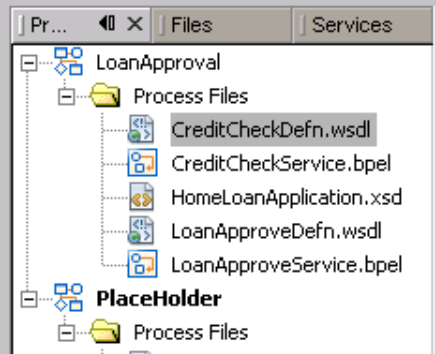 Pr... Files Services
LoanApproval
Process Files
CreditCheckDefn.wsdl
CreditCheckService.bpel
HomeLoanApplication.xsd
LoanApproveDefn.wsdl
LoanApproveService.bpel
PlaceHolder
Process Files